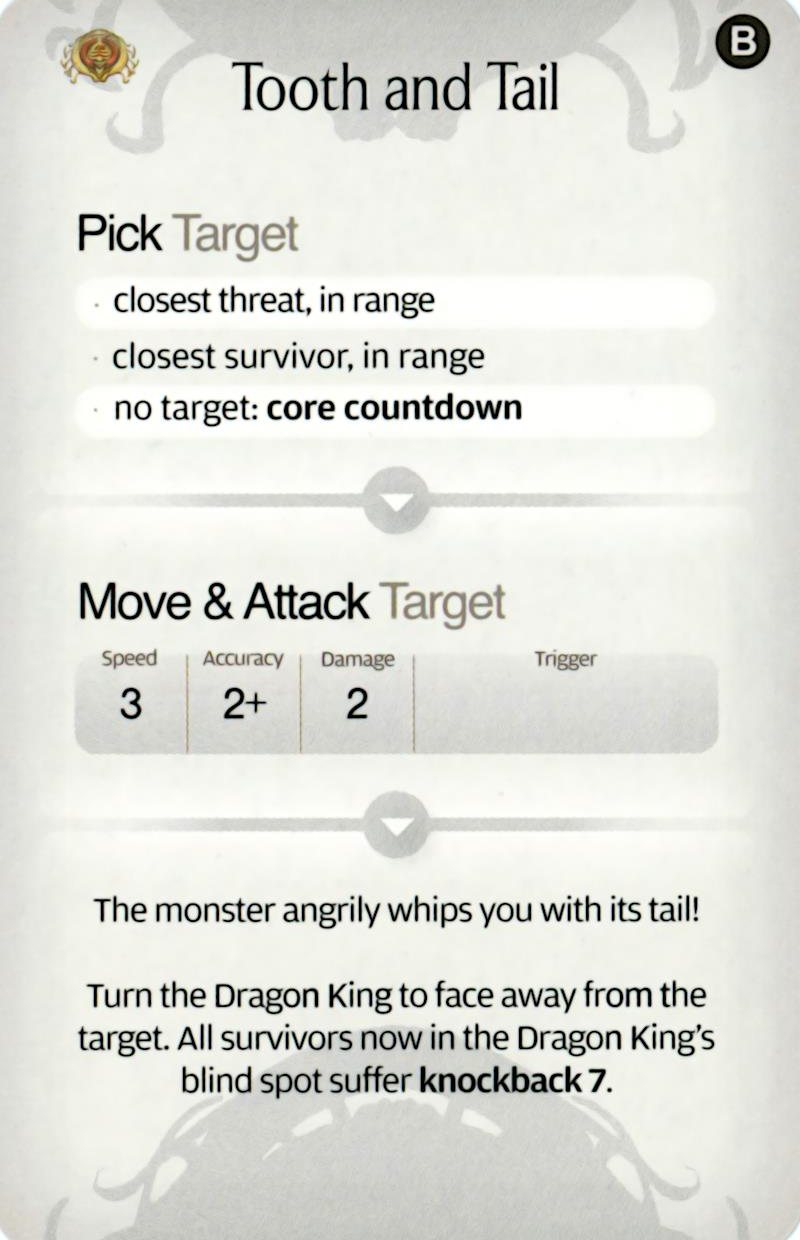 B
Tooth and Tail
Pick Target
· closest threat, in range
· closest survivor, in range
· no target: core countdown
Move & Attack Target
Speed Accuracy Damage Trigger
3 2+ 2
The monster angrily whips you with its tail!
Turn the Dragon King to face away from the
target. All survivors now in the Dragon King’s
blind spot suffer knockback 7.